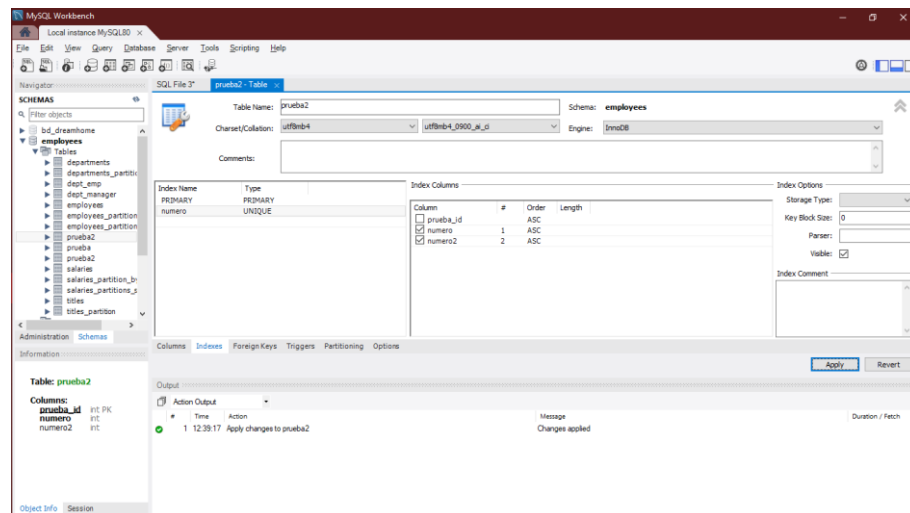 MySQL Workbench
Local instance MySQL80
File Edit View Query Database Server Tools Scripting Help
Navigator
SCHEMAS
Filter objects
bd_dreamhome
employees
Tables
departments
departments_partitic
dept_emp
dept_manager
employees
employees_partition
employees_partition
prueba2
prueba
prueba2
salaries
salaries_partition_by
salaries_partitions_s
titles
titles_partition
Administration Schemas
Information
Table: prueba2
Columns:
prueba_id int PK
numero int
numero2 int
Object Info Session
SQL File 3*
prueba2 - Table
Table Name: prueba2
Schema: employees
Charset/Collation: utf8mb4 utf8mb4_0900_ai_ci
Engine: InnoDB
Comments:
Index Name Type
PRIMARY PRIMARY
numero UNIQUE
Index Columns
Column # Order Length
prueba_id ASC
numero 1 ASC
numero2 2 ASC
Index Options
Storage Type:
Key Block Size: 0
Parser:
Visible:
Index Comment
Columns Indexes Foreign Keys Triggers Partitioning Options
Apply Revert
Output
Action Output
# Time Action Message Duration / Fetch
1 12:39:17 Apply changes to prueba2 Changes applied